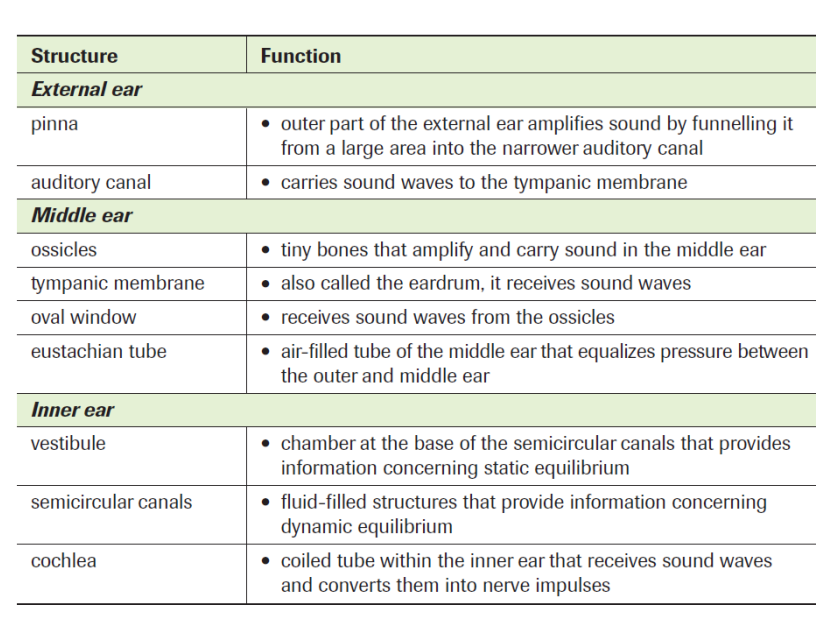 Structure Function
External ear
pinna • outer part of the external ear amplifies sound by funnelling it
from a large area into the narrower auditory canal
auditory canal • carries sound waves to the tympanic membrane
Middle ear
ossicles • tiny bones that amplify and carry sound in the middle ear
tympanic membrane • also called the eardrum, it receives sound waves
oval window • receives sound waves from the ossicles
eustachian tube • air-filled tube of the middle ear that equalizes pressure between
the outer and middle ear
Inner ear
vestibule • chamber at the base of the semicircular canals that provides
information concerning static equilibrium
semicircular canals • fluid-filled structures that provide information concerning
dynamic equilibrium
cochlea • coiled tube within the inner ear that receives sound waves
and converts them into nerve impulses